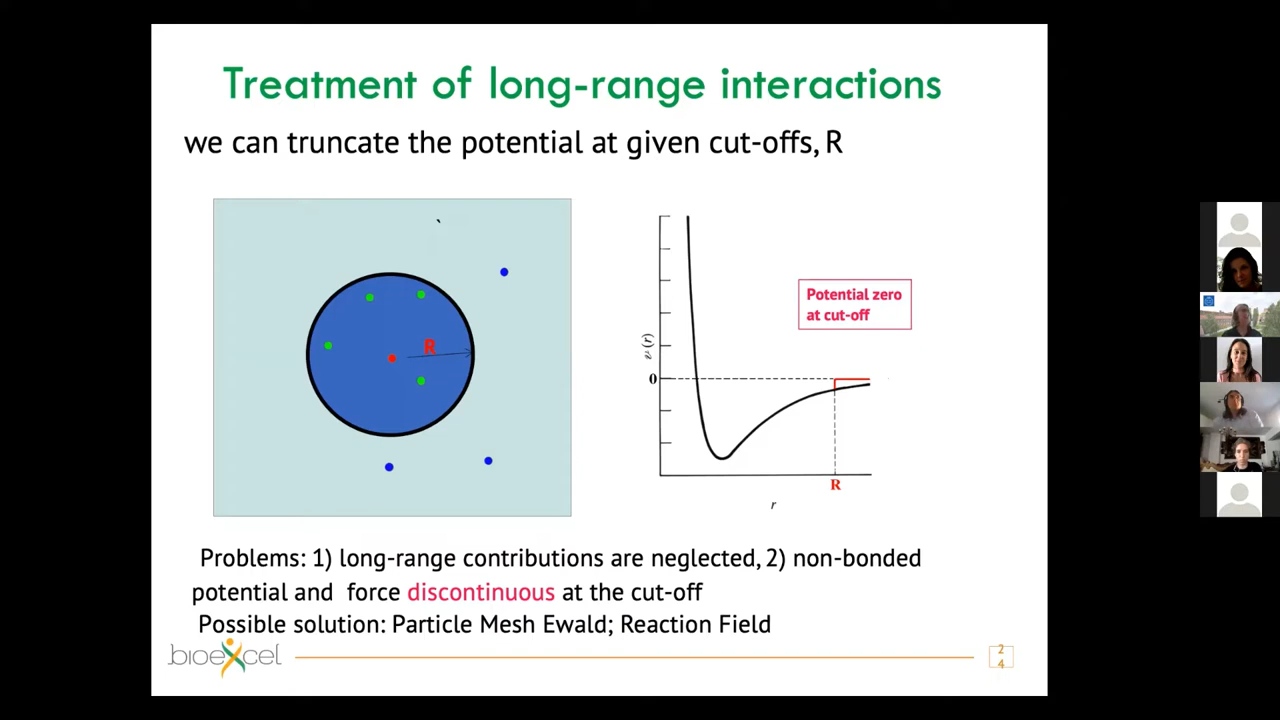 Treatment of long-range interactions
we can truncate the potential at given cut-offs, R
R
Potential zero
at cut-off
v(r)
0
R
r
Problems: 1) long-range contributions are neglected, 2) non-bonded
potential and force discontinuous at the cut-off
Possible solution: Particle Mesh Ewald; Reaction Field
bioexcel
2
4